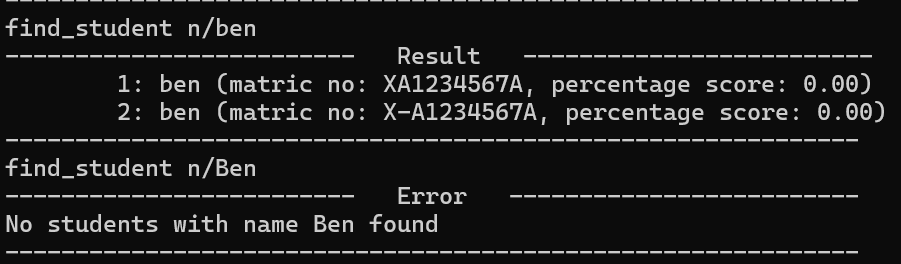 -------------------------------------------------------------
find_student n/ben
-------------------------   Result   -------------------------
        1: ben (matric no: XA1234567A, percentage score: 0.00)
        2: ben (matric no: X-A1234567A, percentage score: 0.00)
-------------------------------------------------------------
find_student n/Ben
-------------------------   Error   -------------------------
No students with name Ben found
-------------------------------------------------------------